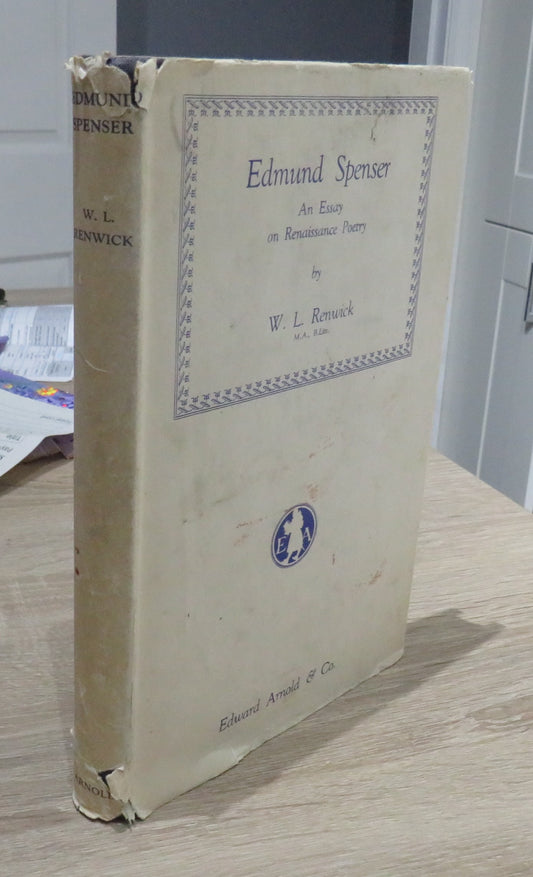 EDMUND
SPENSER
W. L.
RENWICK
ARNOLD
Edmund Spenser
An Essay
on Renaissance Poetry
by
W. L. Renwick
M.A., B.Litt.
E A
Edward Arnold & Co.